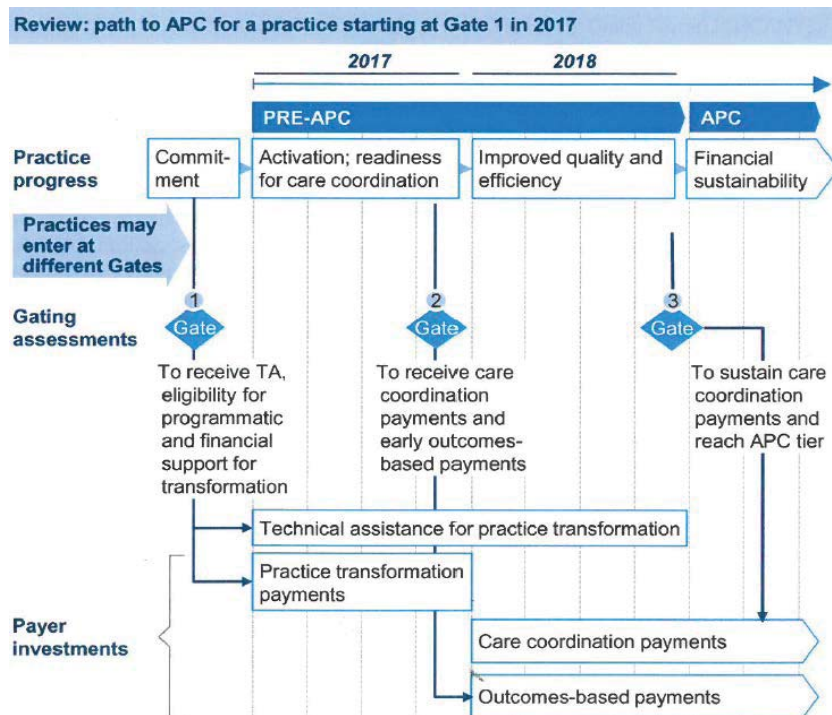 Review: path to APC for a practice starting at Gate 1 in 2017
2017
2018
PRE-APC
APC
Practice
progress
Commit-
ment
Activation; readiness
for care coordination
Improved quality and
efficiency
Financial
sustainability
Practices may
enter at
different Gates
Gating
assessments
1
Gate
2
Gate
3
Gate
To receive TA,
eligibility for
programmatic
and financial
support for
transformation
To receive care
coordination
payments and
early outcomes-
based payments
To sustain care
coordination
payments and
reach APC tier
Technical assistance for practice transformation
Practice transformation
payments
Payer
investments
Care coordination payments
Outcomes-based payments